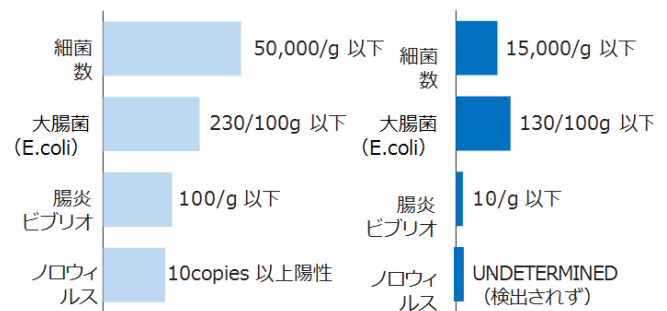 細菌
数
50,000/g 以下
大腸菌
（E.coli）
230/100g 以下
腸炎
ビブリオ
100/g 以下
ノロウィ
ルス
10copies 以上陽性
細菌
数
15,000/g 以下
大腸菌
（E.coli）
130/100g 以下
腸炎
ビブリオ
10/g 以下
ノロウィ
ルス
UNDETERMINED
（検出されず）